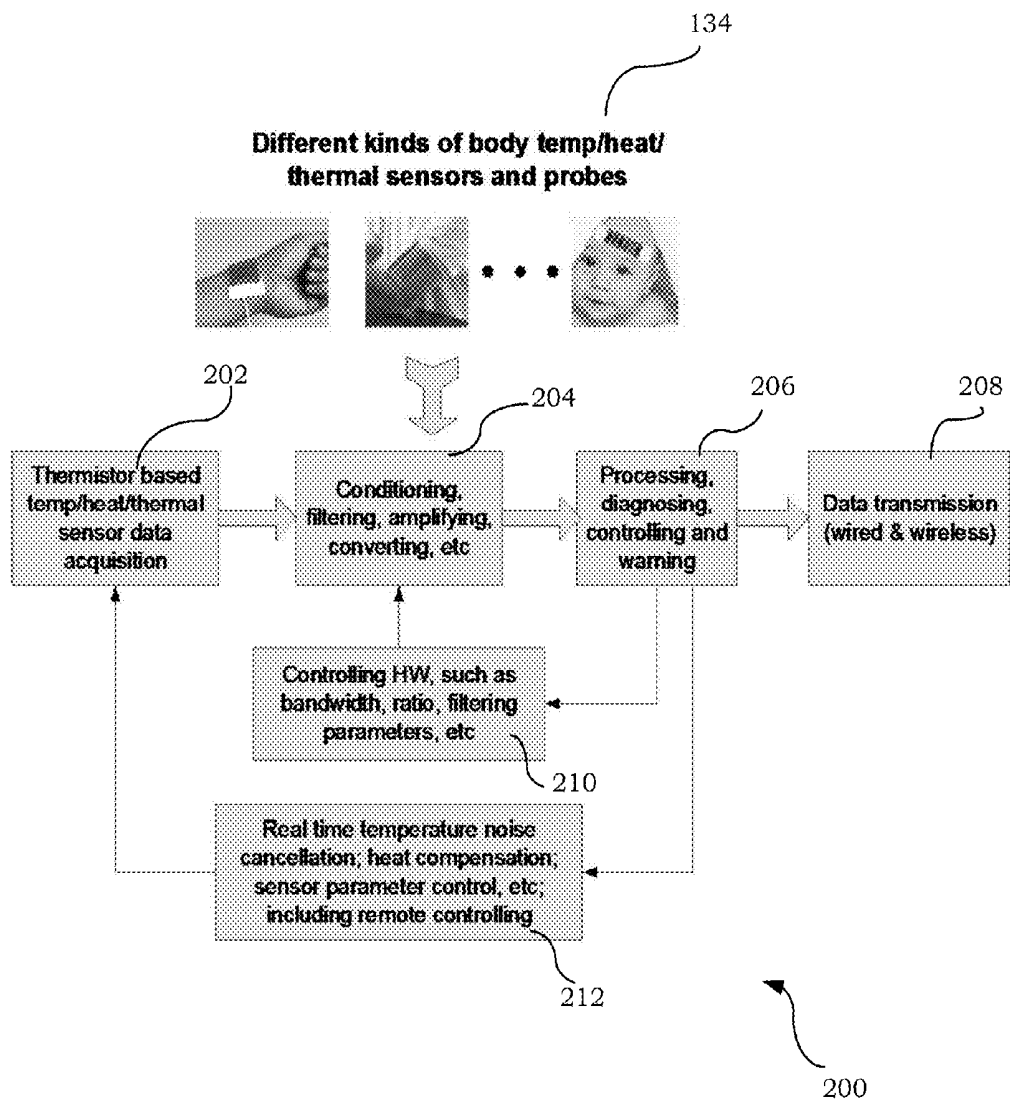 134
Different kinds of body temp/heat/
thermal sensors and probes
202
204
206
208
Thermistor based
temp/heat/thermal
sensor data
acquisition
Conditioning,
filtering, amplifying,
converting, etc
Processing,
diagnosing,
controlling and
warning
Data transmission
(wired & wireless)
Controlling HW, such as
bandwidth, ratio, filtering
parameters, etc
210
Real time temperature noise
cancellation; heat compensation;
sensor parameter control, etc;
including remote controlling
212
200